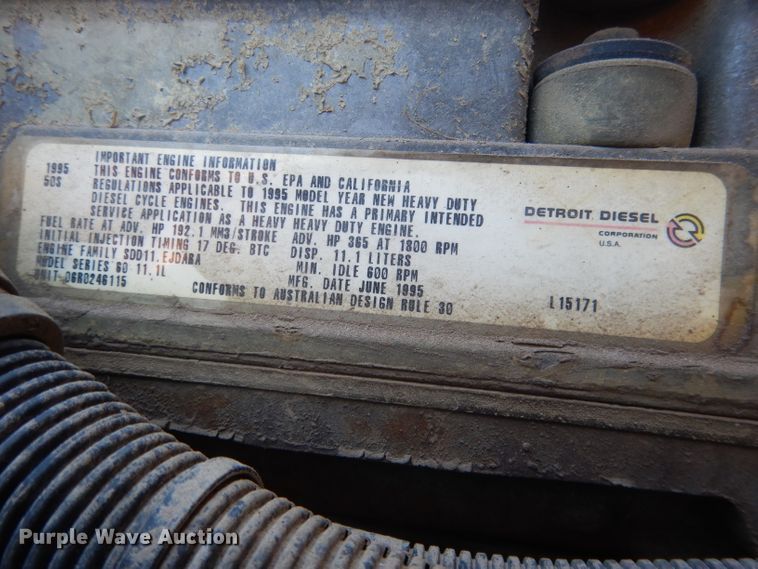 IMPORTANT ENGINE INFORMATION
1995 THIS ENGINE CONFORMS TO U.S. EPA AND CALIFORNIA
50S REGULATIONS APPLICABLE TO 1995 MODEL YEAR NEW HEAVY DUTY
DIESEL CYCLE ENGINES. THIS ENGINE HAS A PRIMARY INTENDED
SERVICE APPLICATION AS A HEAVY HEAVY DUTY ENGINE.
FUEL RATE AT ADV. HP 192.1 MM3/STROKE ADV. HP 365 AT 1800 RPM
INITIAL INJECTION TIMING 17 DEG. BTC DISP. 11.1 LITERS
ENGINE FAMILY SDD11.EJDARA MIN. IDLE 600 RPM
MODEL SERIES 60 11.1L MFG. DATE JUNE 1995
UNIT 06R0246115 CONFORMS TO AUSTRALIAN DESIGN RULE 30
L15171
DETROIT DIESEL
CORPORATION
U.S.A.
Purple Wave Auction